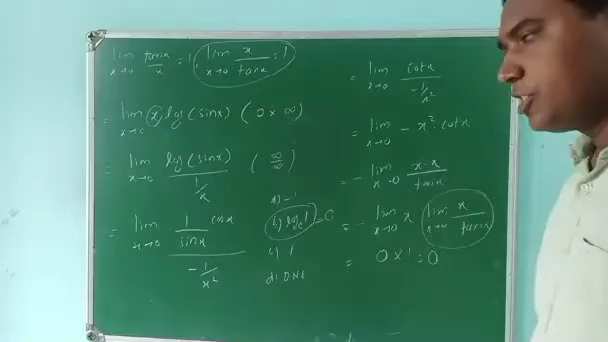 lim x→0 tanx/x = 1 lim x→0 x/tanx = 1
= lim x→0 x log(sinx) (0 × ∞)
= lim x→0 log(sinx) / 1/x (∞/∞)
= lim x→0 1/sinx cosx / -1/x²
a) -1
b) log_e 1 = 0
c) 1
d) DNE
= lim x→0 cotx / -1/x²
= lim x→0 - x² · cotx
= - lim x→0 x·x / tanx
= - lim x→0 x lim x→0 x/tanx
= 0 × 1 = 0